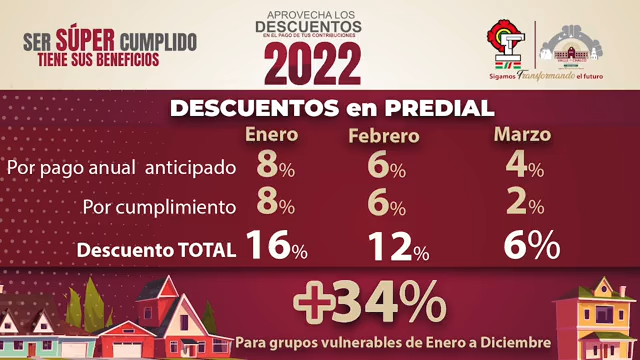 SER SÚPER CUMPLIDO
TIENE SUS BENEFICIOS
APROVECHA LOS
DESCUENTOS
EN EL PAGO DE TUS CONTRIBUCIONES
2022
Sigamos Transformando el futuro
DESCUENTOS en PREDIAL
Enero Febrero Marzo
Por pago anual anticipado 8% 6% 4%
Por cumplimiento 8% 6% 2%
Descuento TOTAL 16% 12% 6%
+34%
Para grupos vulnerables de Enero a Diciembre